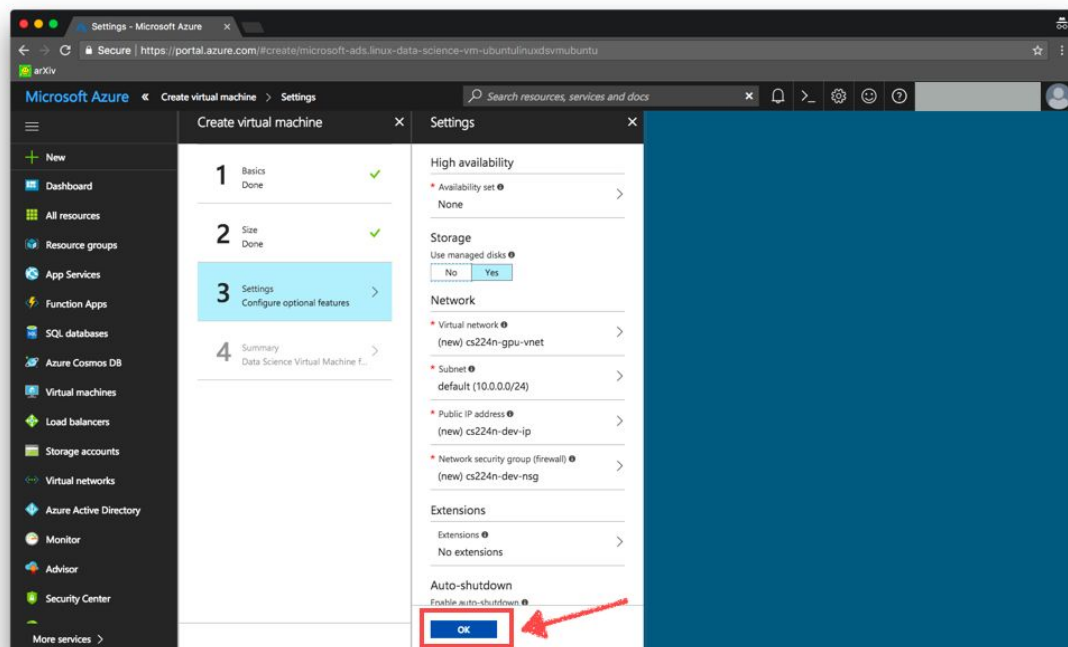 Settings - Microsoft Azure
Secure | https://portal.azure.com/#create/microsoft-ads.linux-data-science-vm-ubuntulinuxdsvmubuntu
arXiv
Microsoft Azure « Create virtual machine > Settings
Search resources, services and docs
New
Dashboard
All resources
Resource groups
App Services
Function Apps
SQL databases
Azure Cosmos DB
Virtual machines
Load balancers
Storage accounts
Virtual networks
Azure Active Directory
Monitor
Advisor
Security Center
More services >
Create virtual machine
1 Basics
Done
2 Size
Done
3 Settings
Configure optional features
4 Summary
Data Science Virtual Machine f...
Settings
High availability
* Availability set
None
Storage
Use managed disks
No Yes
Network
* Virtual network
(new) cs224n-gpu-vnet
* Subnet
default (10.0.0.0/24)
* Public IP address
(new) cs224n-dev-ip
* Network security group (firewall)
(new) cs224n-dev-nsg
Extensions
Extensions
No extensions
Auto-shutdown
Enable auto-shutdown
OK